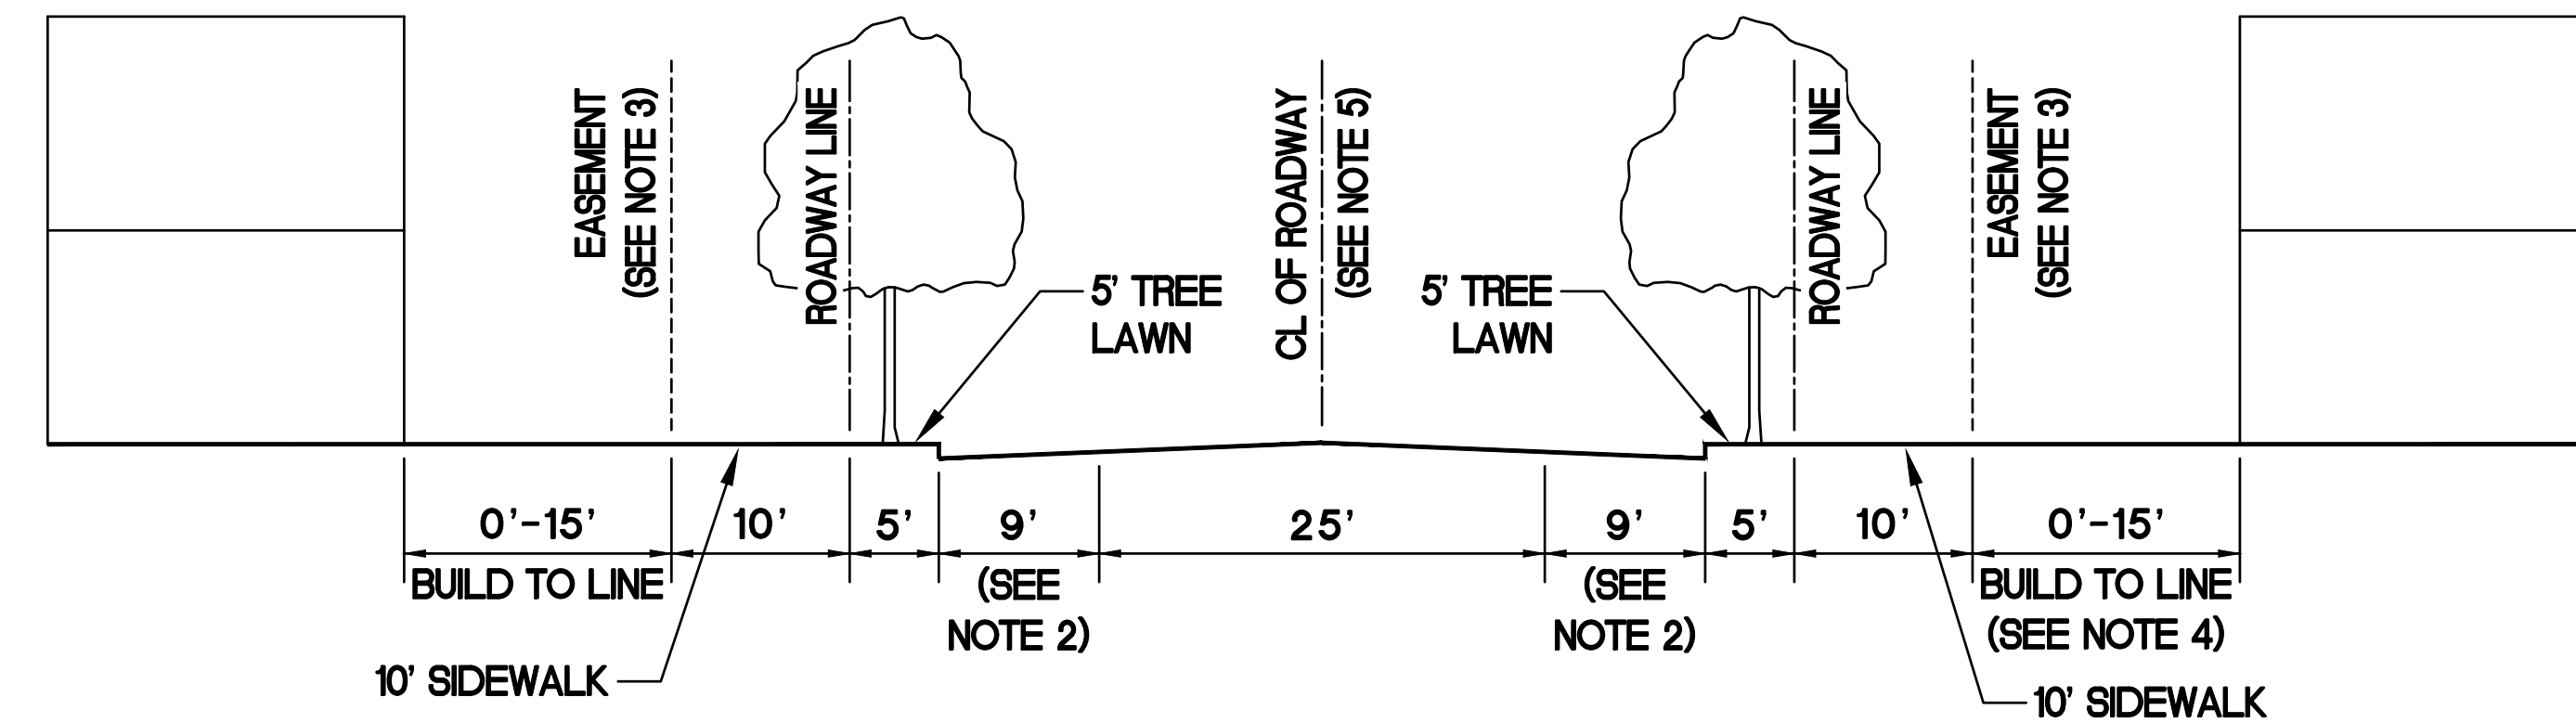 EASEMENT
(SEE NOTE 3)
ROADWAY LINE
5' TREE
LAWN
CL OF ROADWAY
(SEE NOTE 5)
5' TREE
LAWN
ROADWAY LINE
EASEMENT
(SEE NOTE 3)
0'-15'
10'
5'
9'
25'
9'
5'
10'
0'-15'
BUILD TO LINE
(SEE
NOTE 2)
(SEE
NOTE 2)
BUILD TO LINE
(SEE NOTE 4)
10' SIDEWALK
10' SIDEWALK